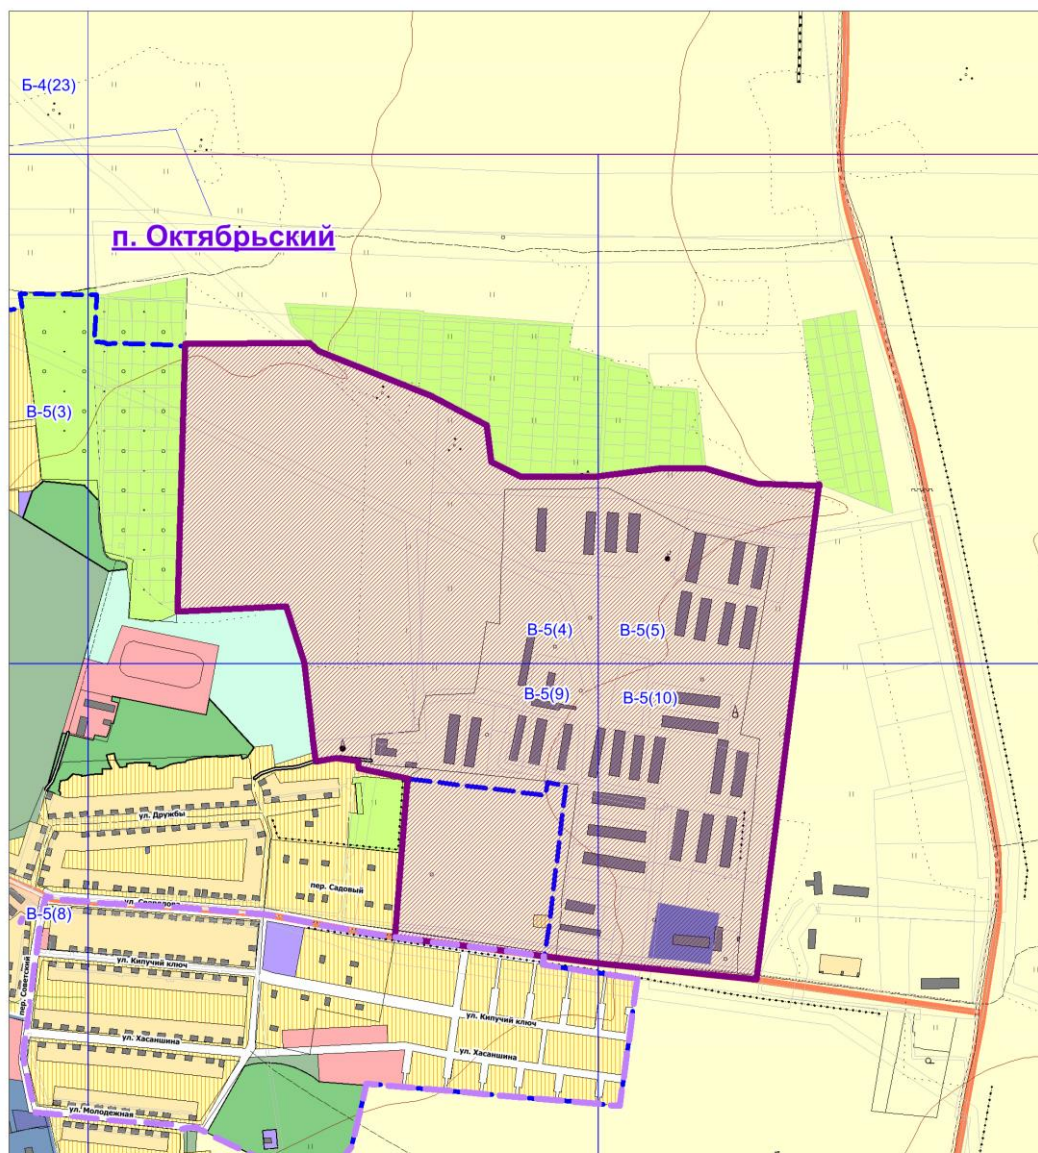 Б-4(23)
п. Октябрьский
В-5(3)
В-5(4)
В-5(5)
В-5(9)
В-5(10)
ул. Дружбы
пер. Садовый
ул. Свердлова
В-5(8)
ул. Кипучий ключ
пер. Советский
ул. Кипучий ключ
ул. Хасаншина
ул. Хасаншина
ул. Молодежная